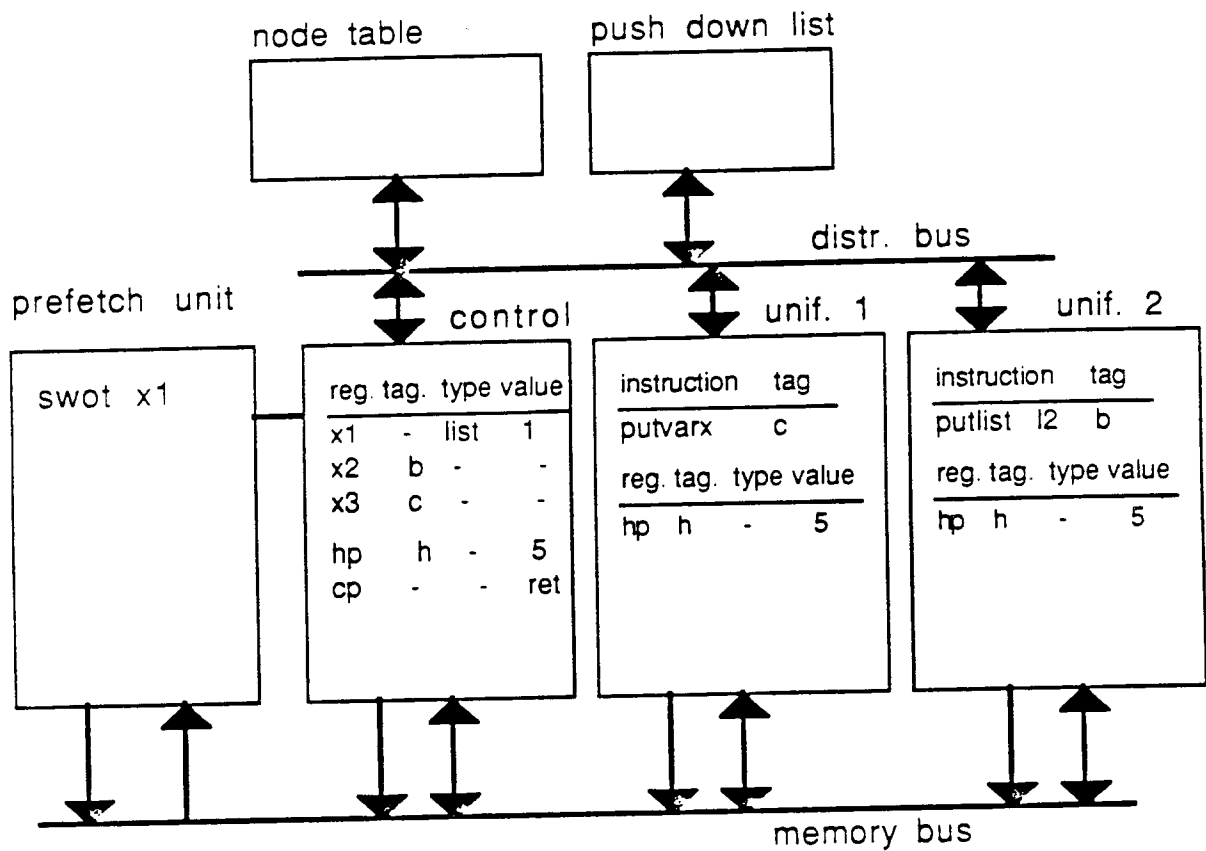 node table
push down list
distr. bus
prefetch unit
control
unif. 1
unif. 2
swot x1
reg. tag. type value
x1 - list 1
x2 b - -
x3 c - -
hp h - 5
cp - - ret
instruction tag
putvarx c
reg. tag. type value
hp h - 5
instruction tag
putlist l2 b
reg. tag. type value
hp h - 5
memory bus